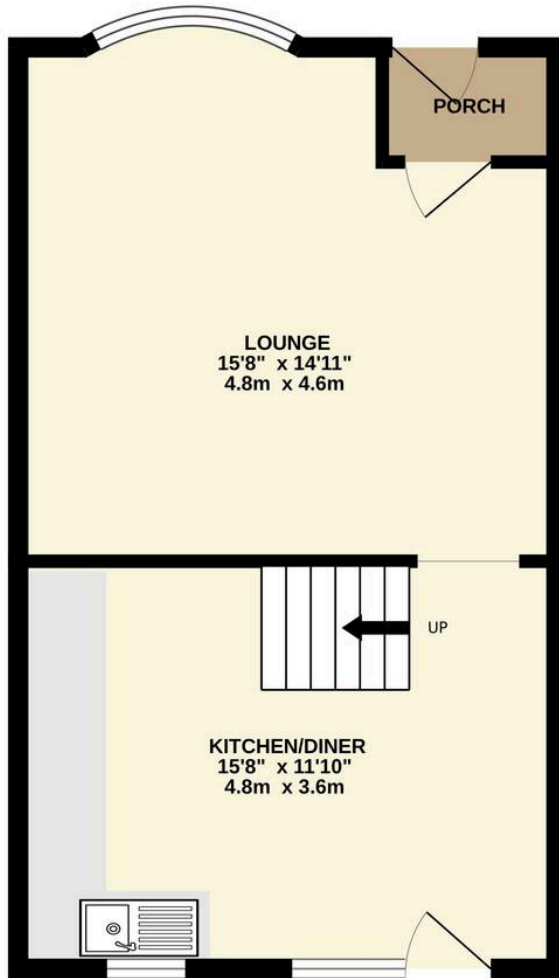 PORCH
LOUNGE
15'8" x 14'11"
4.8m x 4.6m
UP
KITCHEN/DINER
15'8" x 11'10"
4.8m x 3.6m